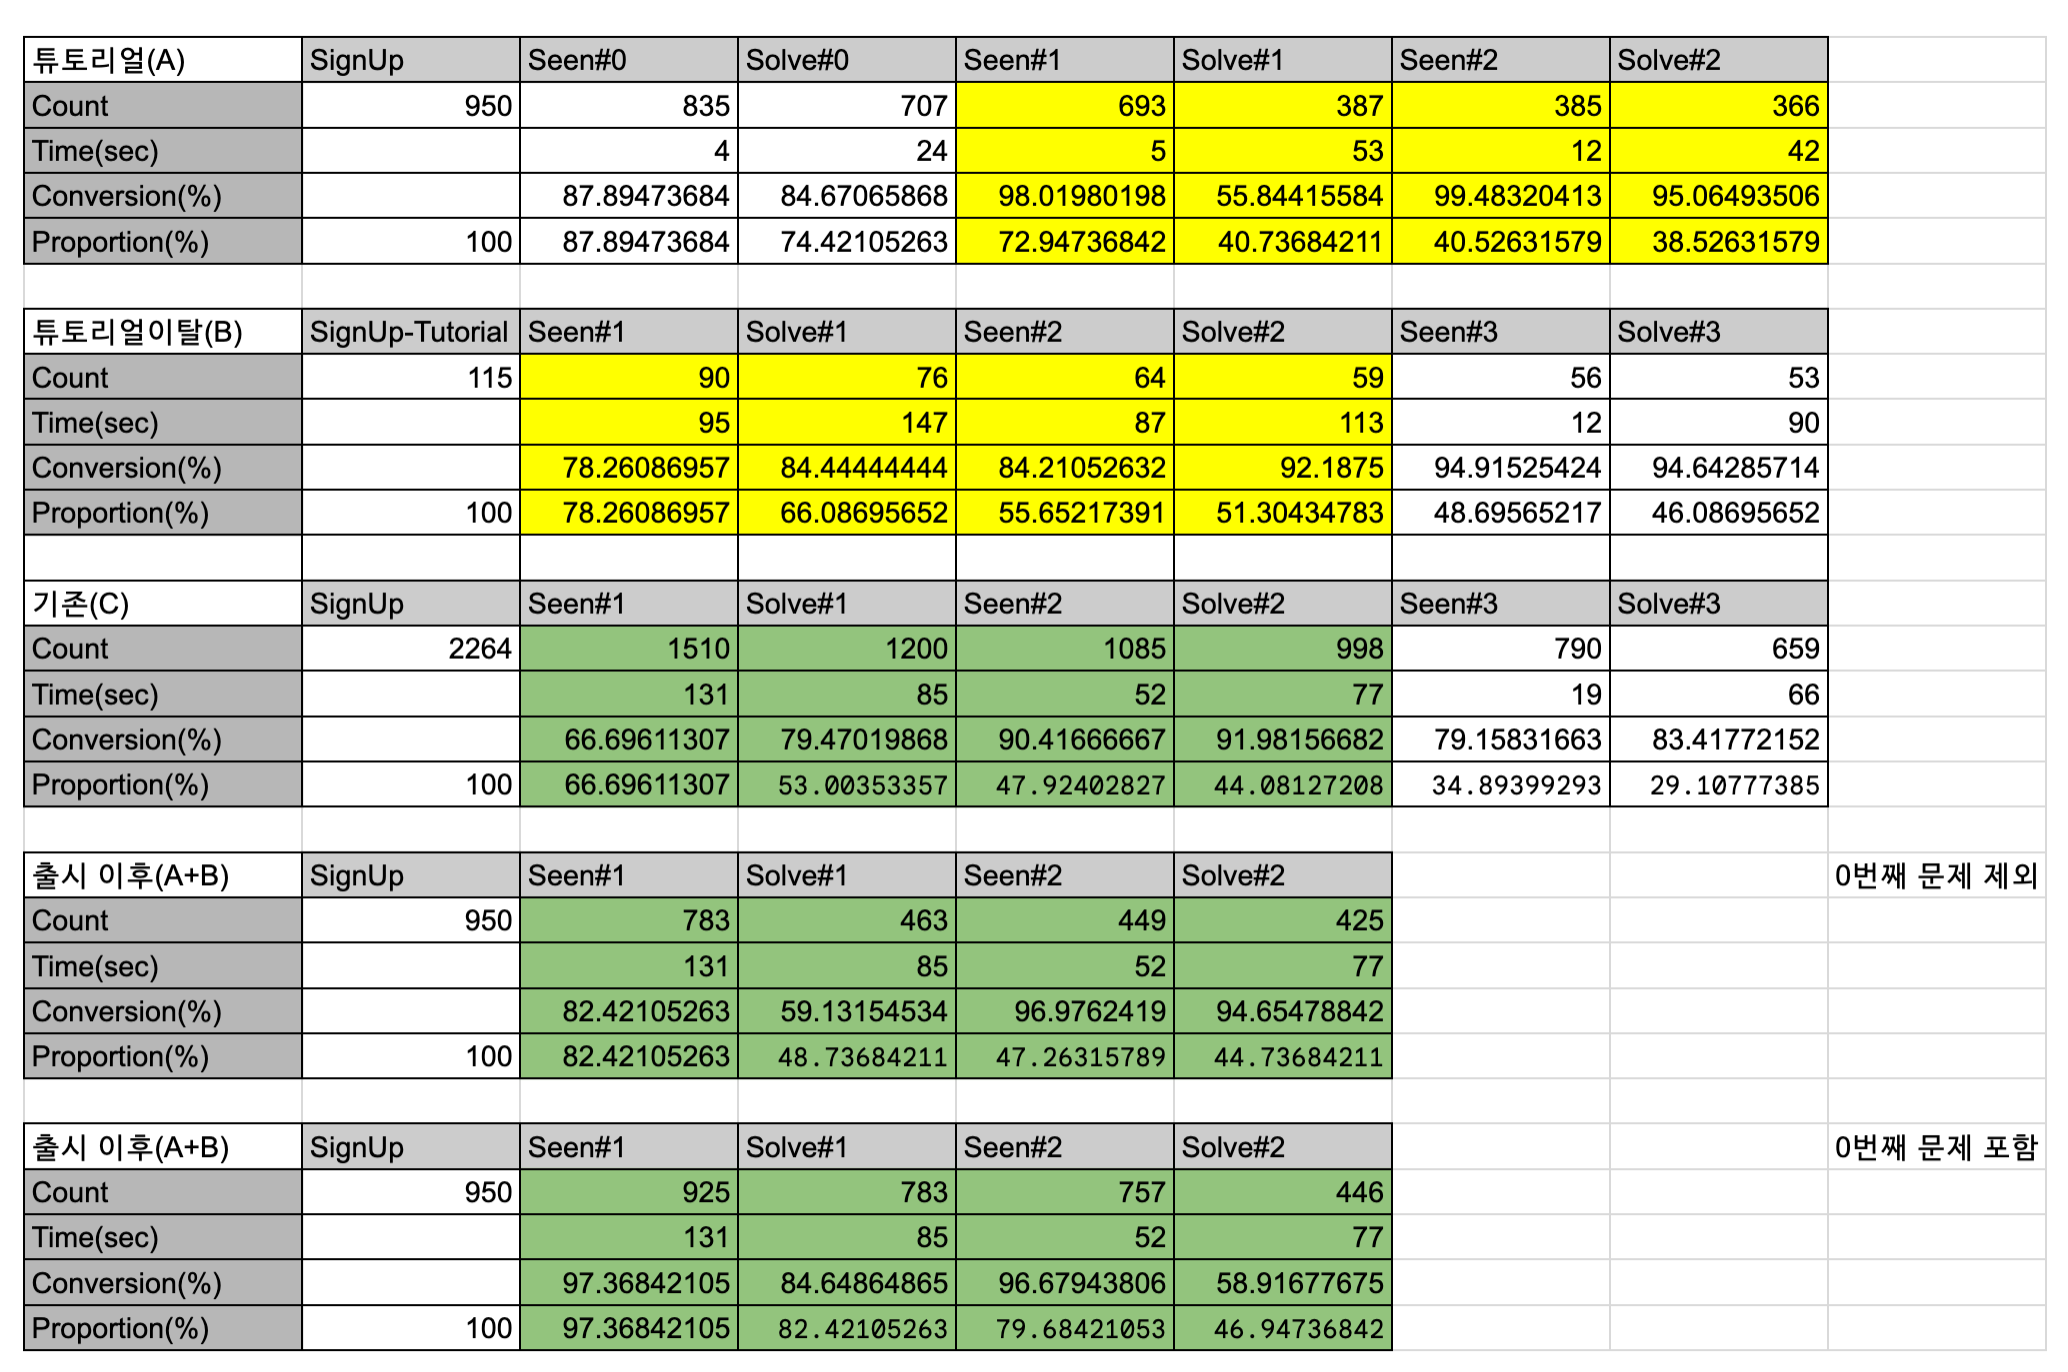 튜토리얼(A) SignUp Seen#0 Solve#0 Seen#1 Solve#1 Seen#2 Solve#2
Count 950 835 707 693 387 385 366
Time(sec) 4 24 5 53 12 42
Conversion(%) 87.89473684 84.67065868 98.01980198 55.84415584 99.48320413 95.06493506
Proportion(%) 100 87.89473684 74.42105263 72.94736842 40.73684211 40.52631579 38.52631579
튜토리얼이탈(B) SignUp-Tutorial Seen#1 Solve#1 Seen#2 Solve#2 Seen#3 Solve#3
Count 115 90 76 64 59 56 53
Time(sec) 95 147 87 113 12 90
Conversion(%) 78.26086957 84.44444444 84.21052632 92.1875 94.91525424 94.64285714
Proportion(%) 100 78.26086957 66.08695652 55.65217391 51.30434783 48.69565217 46.08695652
기존(C) SignUp Seen#1 Solve#1 Seen#2 Solve#2 Seen#3 Solve#3
Count 2264 1510 1200 1085 998 790 659
Time(sec) 131 85 52 77 19 66
Conversion(%) 66.69611307 79.47019868 90.41666667 91.98156682 79.15831663 83.41772152
Proportion(%) 100 66.69611307 53.00353357 47.92402827 44.08127208 34.89399293 29.10777385
출시 이후(A+B) SignUp Seen#1 Solve#1 Seen#2 Solve#2 0번째 문제 제외
Count 950 783 463 449 425
Time(sec) 131 85 52 77
Conversion(%) 82.42105263 59.13154534 96.9762419 94.65478842
Proportion(%) 100 82.42105263 48.73684211 47.26315789 44.73684211
출시 이후(A+B) SignUp Seen#1 Solve#1 Seen#2 Solve#2 0번째 문제 포함
Count 950 925 783 757 446
Time(sec) 131 85 52 77
Conversion(%) 97.36842105 84.64864865 96.67943806 58.91677675
Proportion(%) 100 97.36842105 82.42105263 79.68421053 46.94736842